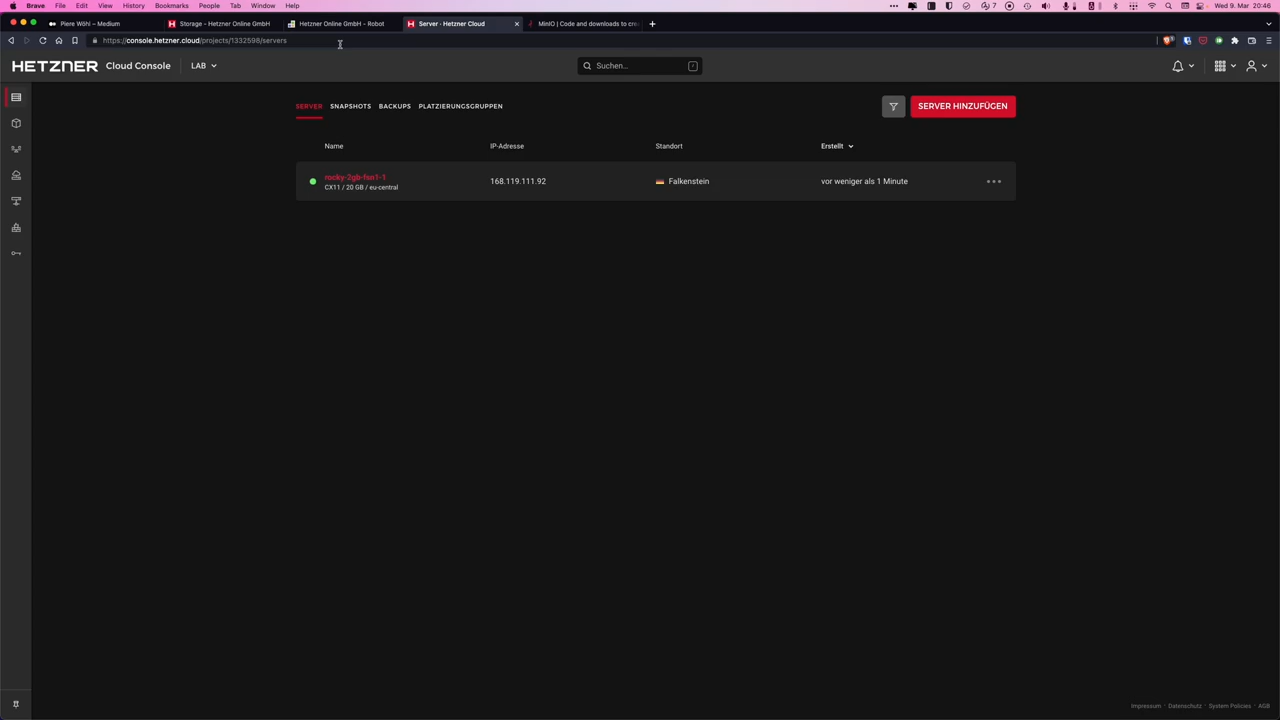 Brave File Edit View History Bookmarks People Tab Window Help 7 Wed 9. Mar. 20:46
Piere Wöhl – Medium Storage - Hetzner Online GmbH Hetzner Online GmbH - Robot Server · Hetzner Cloud MinIO | Code and downloads to cre
https://console.hetzner.cloud/projects/1332598/servers
HETZNER Cloud Console LAB Suchen... /
SERVER SNAPSHOTS BACKUPS PLATZIERUNGSGRUPPEN SERVER HINZUFÜGEN
Name IP-Adresse Standort Erstellt
rocky-2gb-fsn1-1 168.119.111.92 Falkenstein vor weniger als 1 Minute
CX11 / 20 GB / eu-central
Impressum · Datenschutz · System Policies · AGB